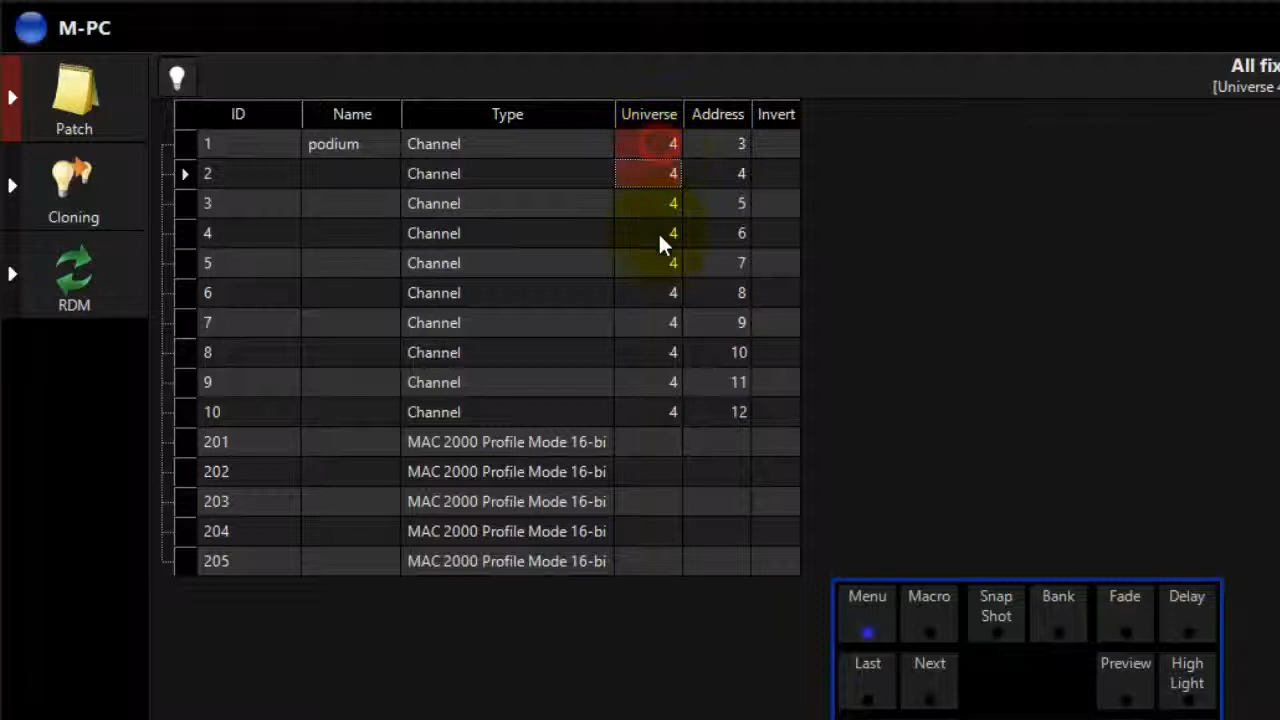 M-PC
All fix
[Universe 4
Patch
Cloning
RDM
ID Name Type Universe Address Invert
1 podium Channel 4 3
2 Channel 4 4
3 Channel 4 5
4 Channel 4 6
5 Channel 4 7
6 Channel 4 8
7 Channel 4 9
8 Channel 4 10
9 Channel 4 11
10 Channel 4 12
201 MAC 2000 Profile Mode 16-bi
202 MAC 2000 Profile Mode 16-bi
203 MAC 2000 Profile Mode 16-bi
204 MAC 2000 Profile Mode 16-bi
205 MAC 2000 Profile Mode 16-bi
Menu Macro Snap Shot Bank Fade Delay
Last Next Preview High Light